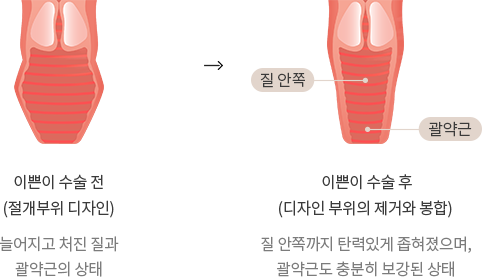 →
질 안쪽
괄약근
이쁜이 수술 전
(절개부위 디자인)
늘어지고 처진 질과
괄약근의 상태
이쁜이 수술 후
(디자인 부위의 제거와 봉합)
질 안쪽까지 탄력있게 좁혀졌으며,
괄약근도 충분히 보강된 상태